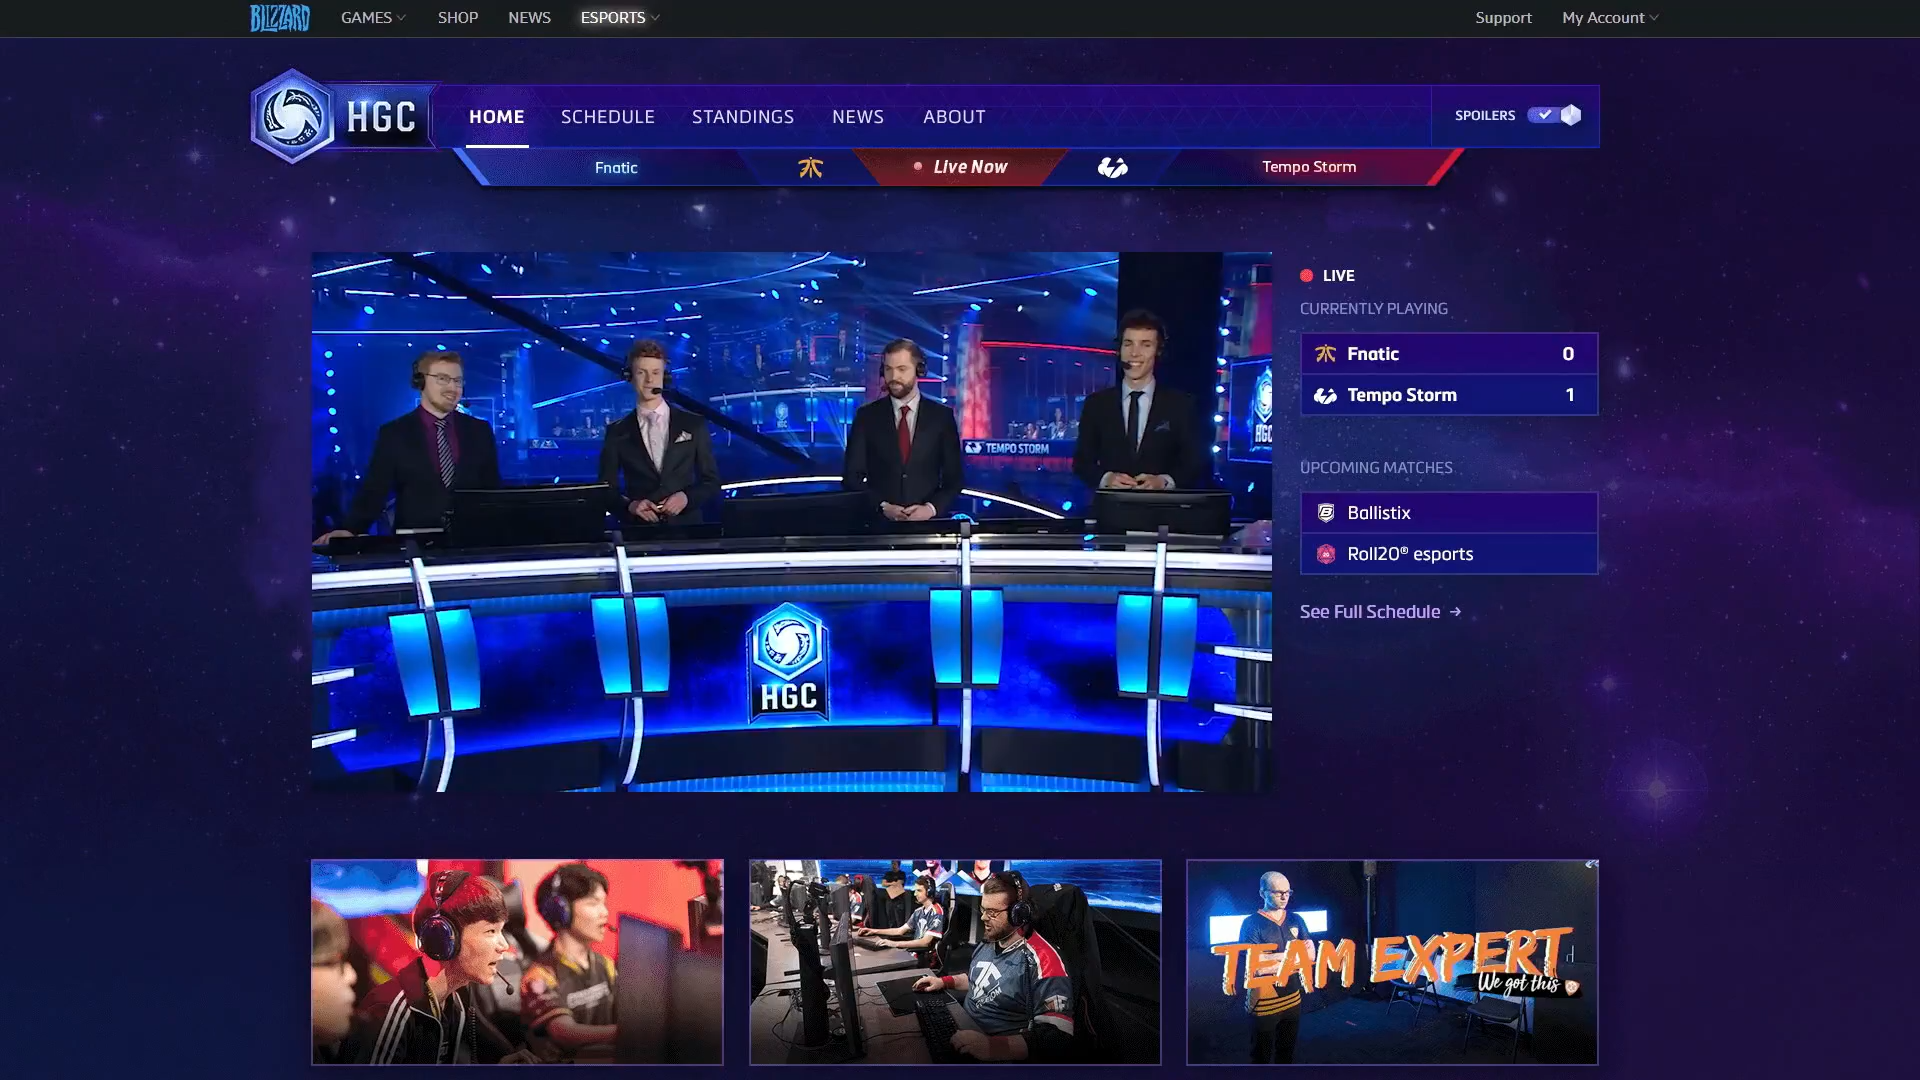 BLIZZARD GAMES SHOP NEWS ESPORTS Support My Account
HGC HOME SCHEDULE STANDINGS NEWS ABOUT SPOILERS
Fnatic Live Now Tempo Storm
LIVE
CURRENTLY PLAYING
Fnatic 0
Tempo Storm 1
UPCOMING MATCHES
Ballistix
Roll20® esports
See Full Schedule →
TEMPO STORM
HGC
HGC
TEAM EXPERT
We got this